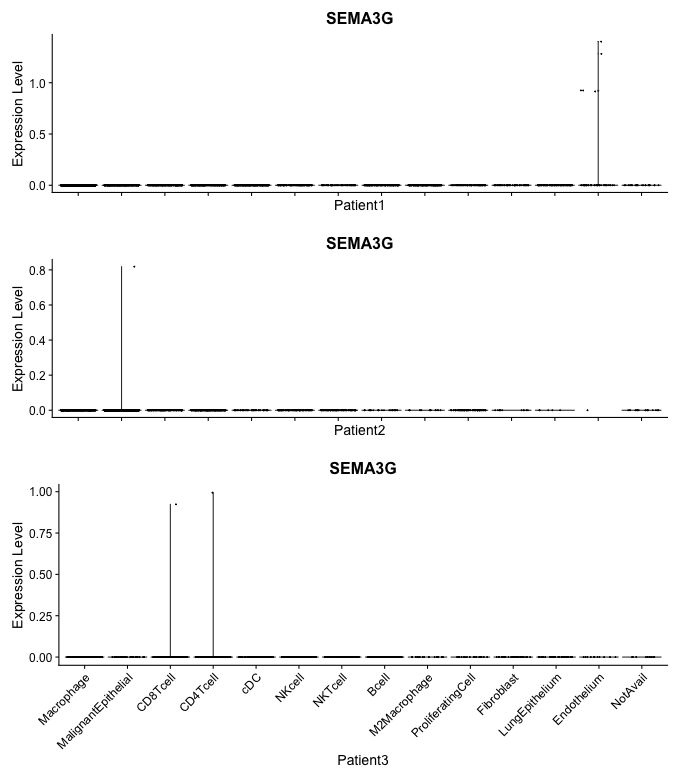 SEMA3G
Expression Level
1.0
0.5
0.0
Patient1
SEMA3G
Expression Level
0.8
0.6
0.4
0.2
0.0
Patient2
SEMA3G
Expression Level
1.00
0.75
0.50
0.25
0.00
Macrophage
MalignantEpithelial
CD8Tcell
CD4Tcell
cDC
NKcell
NKTcell
Bcell
M2Macrophage
ProliferatingCell
Fibroblast
LungEpithelium
Endothelium
NotAvail
Patient3